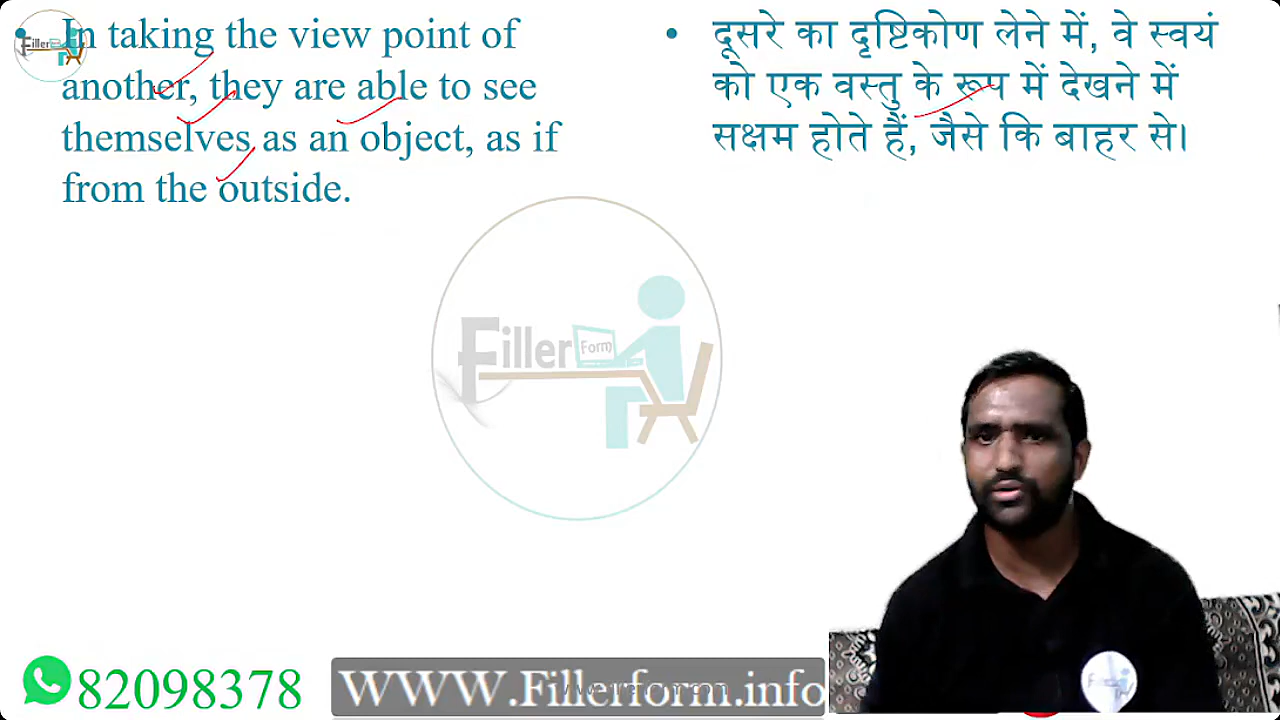 • In taking the view point of
another, they are able to see
themselves as an object, as if
from the outside.
• दूसरे का दृष्टिकोण लेने में, वे स्वयं
को एक वस्तु के रूप में देखने में
सक्षम होते हैं, जैसे कि बाहर से।
Filler Form
82098378
WWW.Fillerform.info